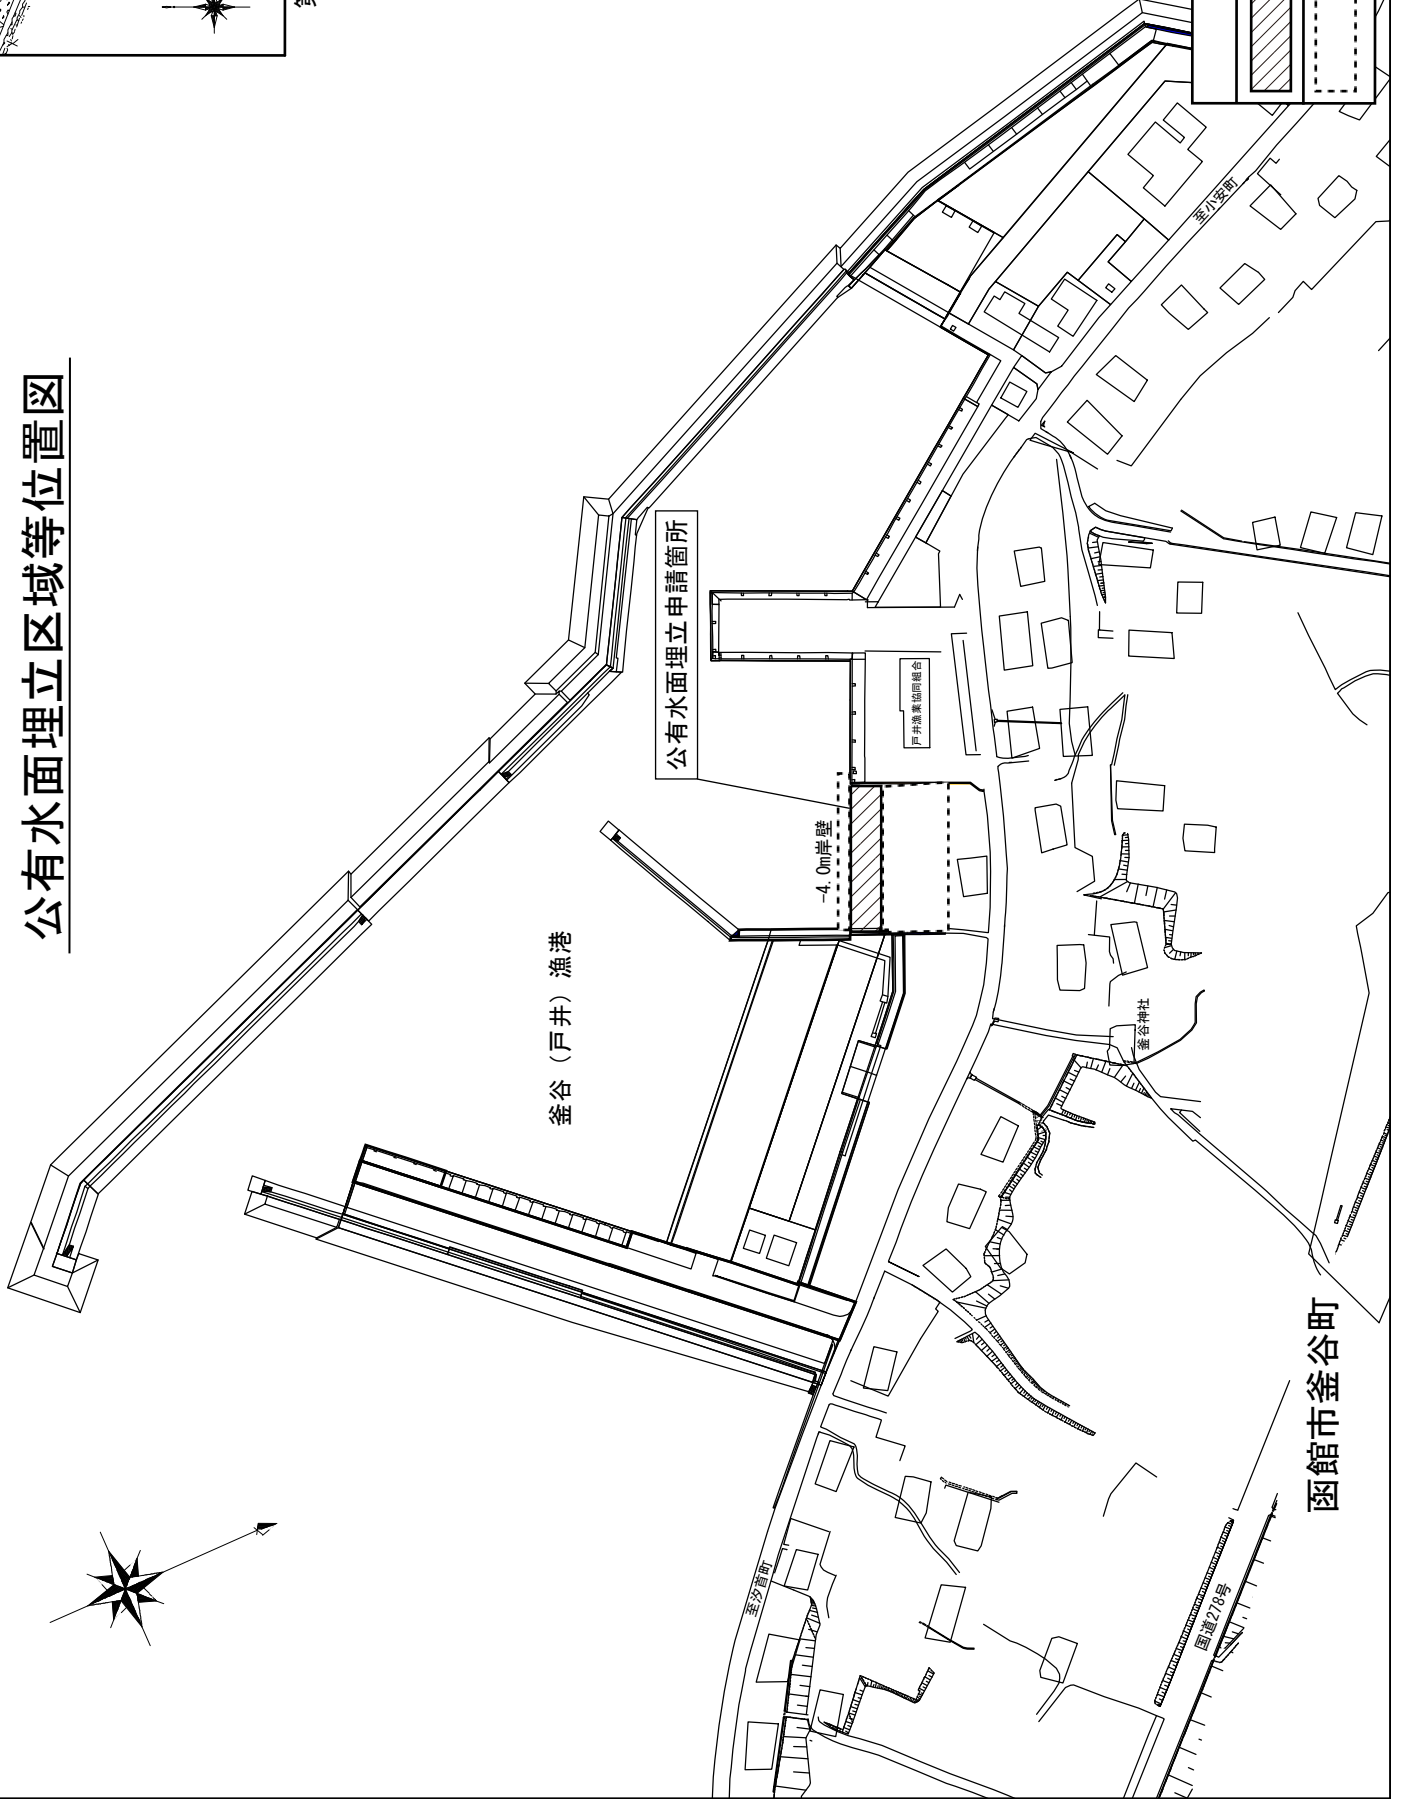 公有水面埋立区域等位置図
公有水面埋立申請箇所
-4.0m岸壁
戸井漁業協同組合
釜谷（戸井）漁港
釜谷神社
至小安町
至汐首町
国道278号
函館市釜谷町